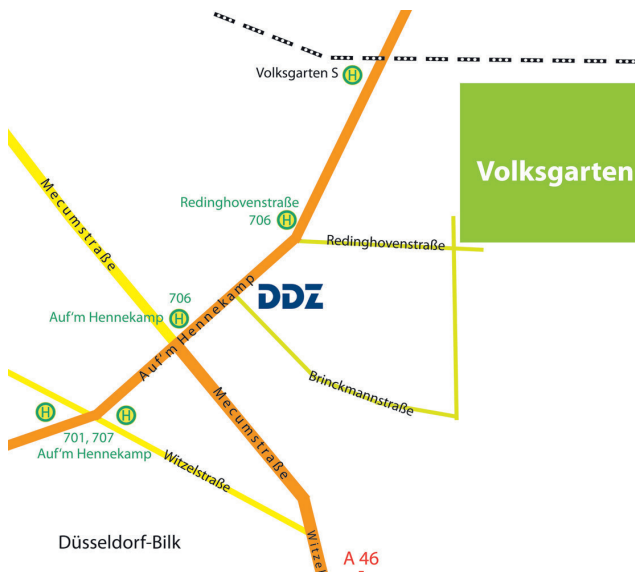 Volksgarten S
H
Volksgarten
Mecumstraße
Redinghovenstraße
706
H
Redinghovenstraße
DDZ
706
Auf'm Hennekamp
H
Auf'm Hennekamp
Brinckmannstraße
Mecumstraße
H
H
701, 707
Auf'm Hennekamp
Witzelstraße
Düsseldorf-Bilk
Witzel
A 46